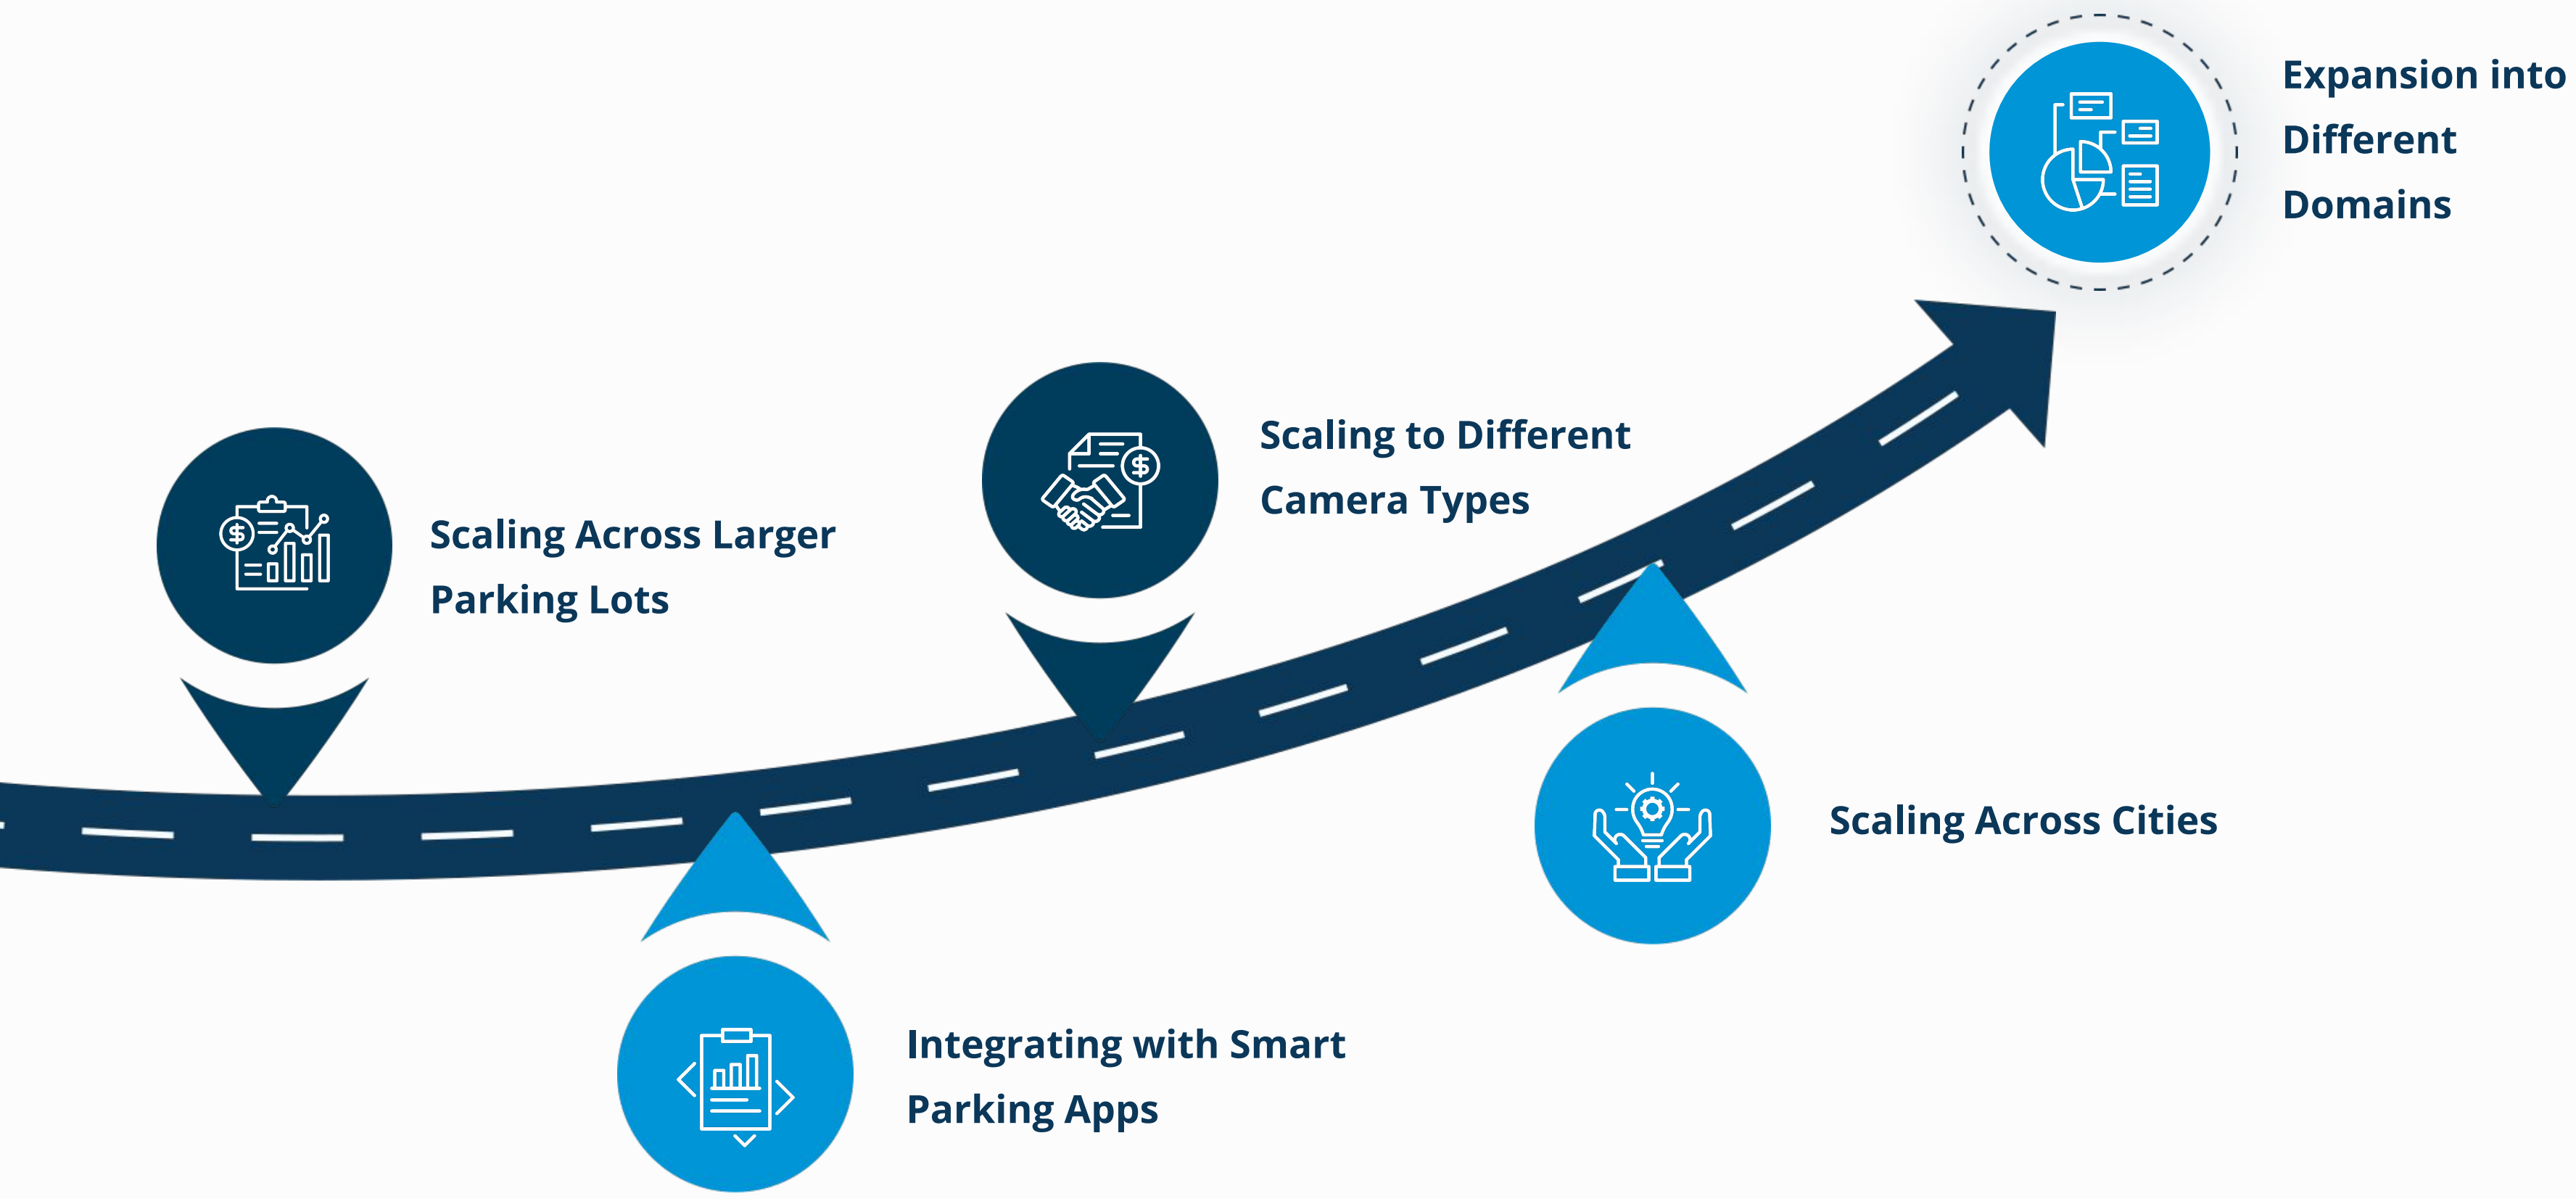 Expansion into
Different
Domains
Scaling to Different
Camera Types
Scaling Across Larger
Parking Lots
Scaling Across Cities
Integrating with Smart
Parking Apps
$
$